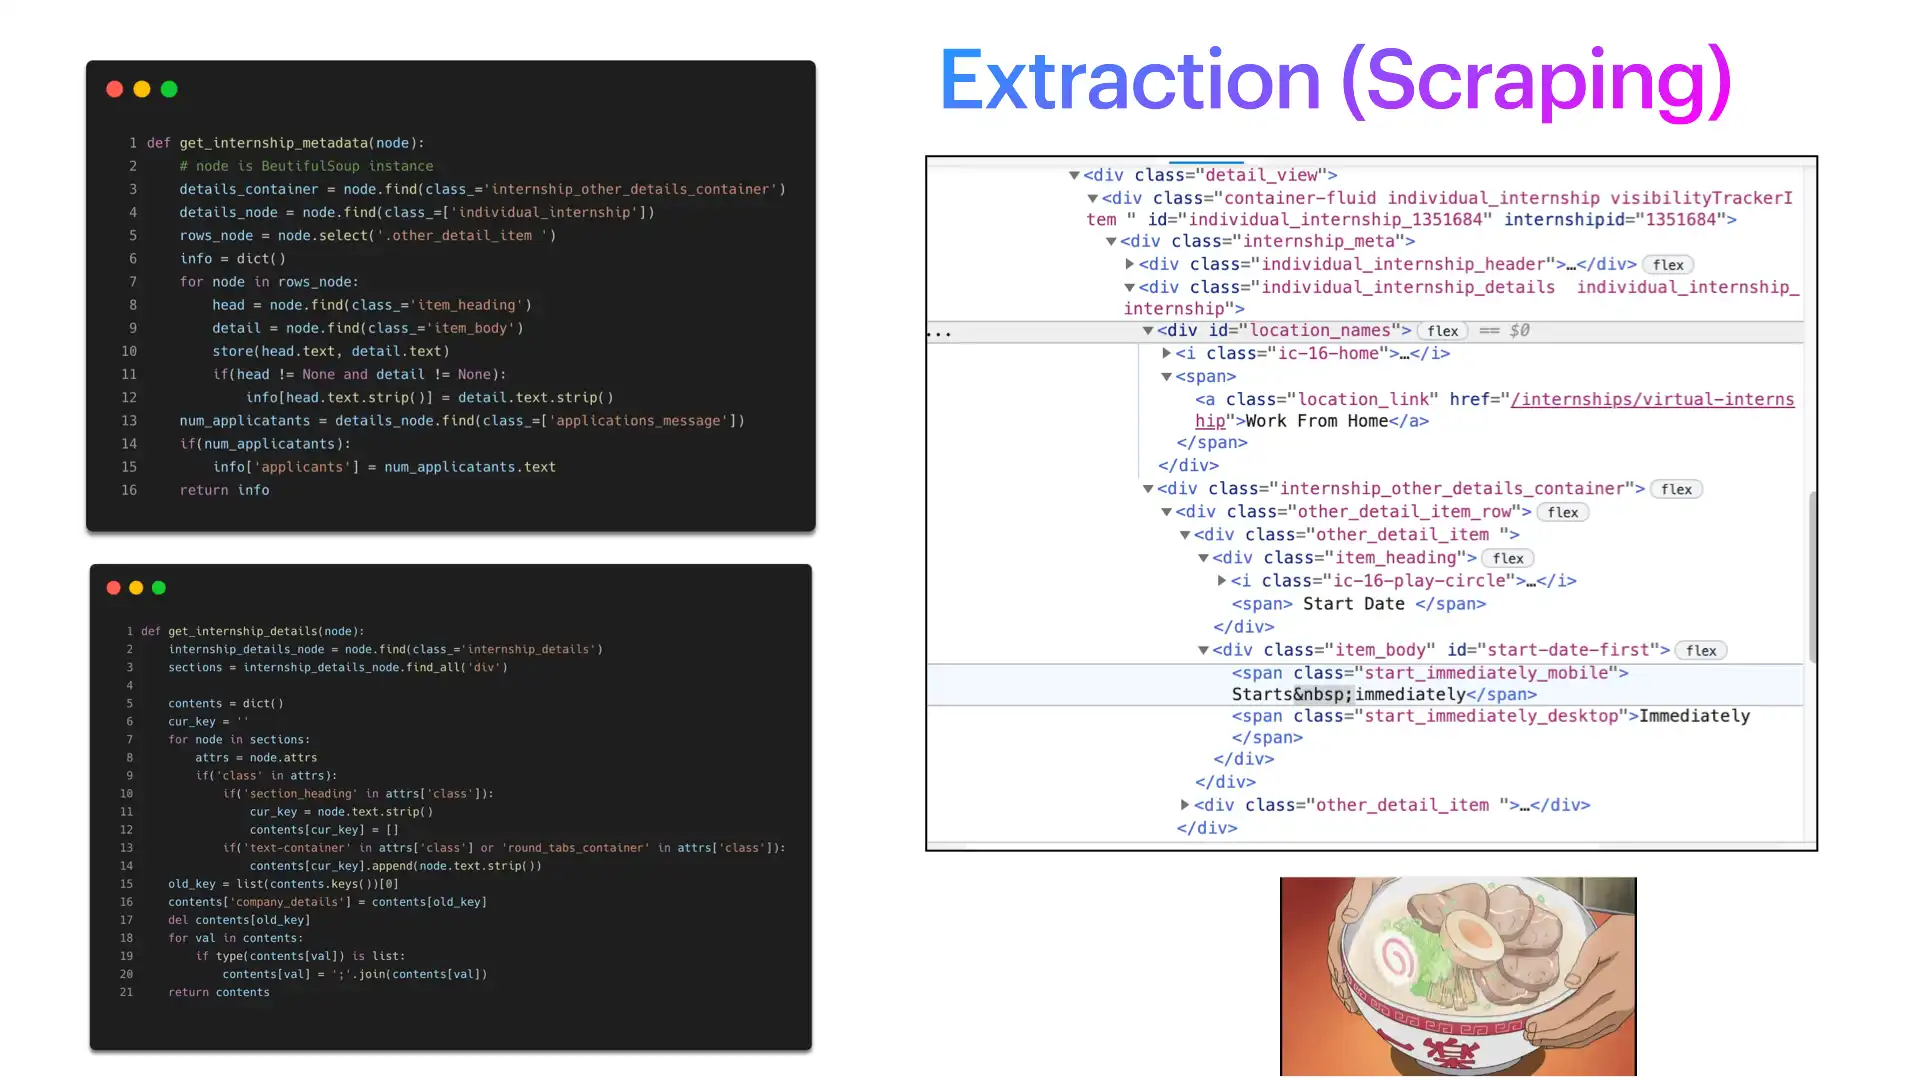 Extraction (Scraping)
1 def get_internship_metadata(node):
2 # node is BeutifulSoup instance
3 details_container = node.find(class_='internship_other_details_container')
4 details_node = node.find(class_=['individual_internship'])
5 rows_node = node.select('.other_detail_item ')
6 info = dict()
7 for node in rows_node:
8 head = node.find(class_='item_heading')
9 detail = node.find(class_='item_body')
10 store(head.text, detail.text)
11 if(head != None and detail != None):
12 info[head.text.strip()] = detail.text.strip()
13 num_applicatants = details_node.find(class_=['applications_message'])
14 if(num_applicatants):
15 info['applicants'] = num_applicatants.text
16 return info
1 def get_internship_details(node):
2 internship_details_node = node.find(class_='internship_details')
3 sections = internship_details_node.find_all('div')
4
5 contents = dict()
6 cur_key = ''
7 for node in sections:
8 attrs = node.attrs
9 if('class' in attrs):
10 if('section_heading' in attrs['class']):
11 cur_key = node.text.strip()
12 contents[cur_key] = []
13 if('text-container' in attrs['class'] or 'round_tabs_container' in attrs['class']):
14 contents[cur_key].append(node.text.strip())
15 old_key = list(contents.keys())[0]
16 contents['company_details'] = contents[old_key]
17 del contents[old_key]
18 for val in contents:
19 if type(contents[val]) is list:
20 contents[val] = ';'.join(contents[val])
21 return contents
▼<div class="detail_view">
▼<div class="container-fluid individual_internship visibilityTrackerI
tem " id="individual_internship_1351684" internshipid="1351684">
▼<div class="internship_meta">
▶<div class="individual_internship_header">…</div> flex
▼<div class="individual_internship_details  individual_internship_
internship">
... ▼<div id="location_names"> flex == $0
▶<i class="ic-16-home">…</i>
▼<span>
<a class="location_link" href="/internships/virtual-interns
hip">Work From Home</a>
</span>
</div>
▼<div class="internship_other_details_container"> flex
▼<div class="other_detail_item_row"> flex
▼<div class="other_detail_item ">
▼<div class="item_heading"> flex
▶<i class="ic-16-play-circle">…</i>
<span> Start Date </span>
</div>
▼<div class="item_body" id="start-date-first"> flex
<span class="start_immediately_mobile">
Starts&nbsp;immediately</span>
<span class="start_immediately_desktop">Immediately
</span>
</div>
</div>
▶<div class="other_detail_item ">…</div>
</div>
一楽